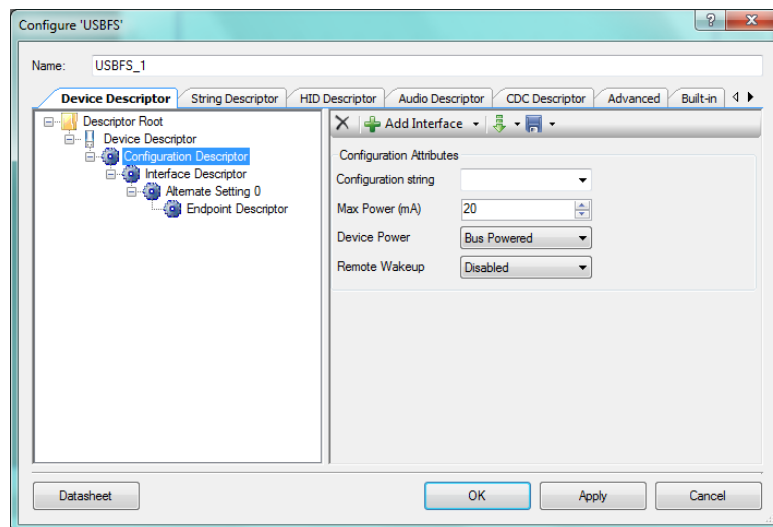 Configure 'USBFS'
Name: USBFS_1
Device Descriptor String Descriptor HID Descriptor Audio Descriptor CDC Descriptor Advanced Built-in
Descriptor Root
Device Descriptor
Configuration Descriptor
Interface Descriptor
Alternate Setting 0
Endpoint Descriptor
Add Interface
Configuration Attributes
Configuration string
Max Power (mA) 20
Device Power Bus Powered
Remote Wakeup Disabled
Datasheet OK Apply Cancel